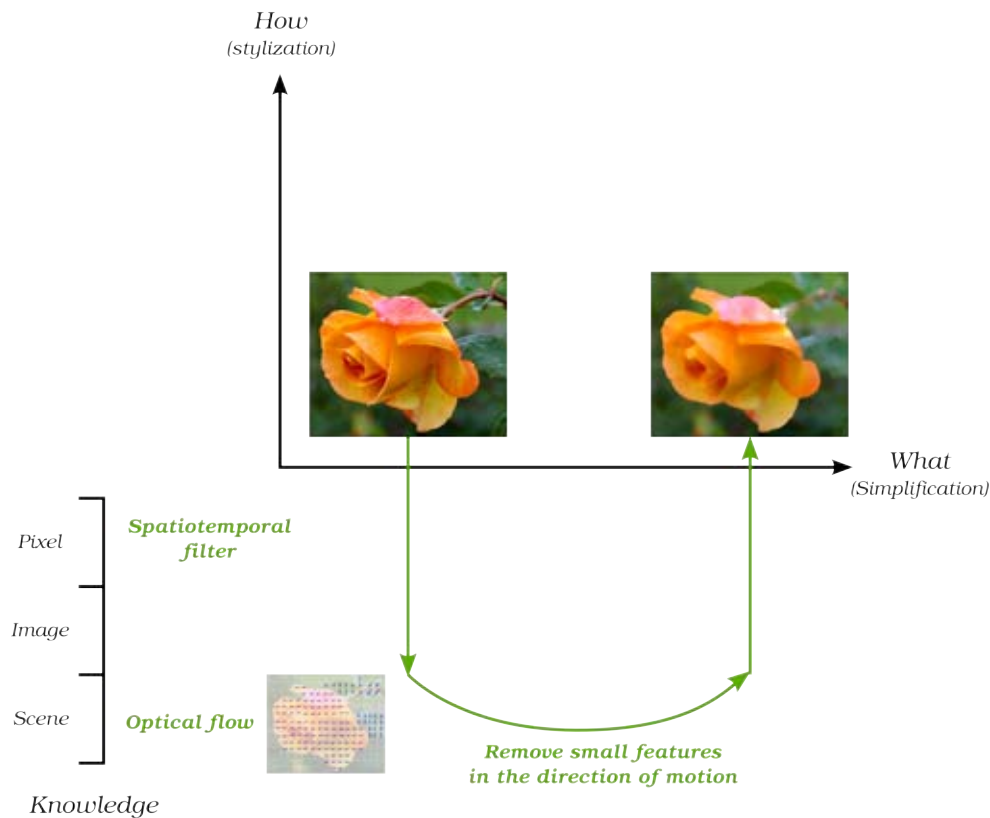 How
(stylization)
What
(Simplification)
Pixel
Spatiotemporal
filter
Image
Scene
Optical flow
Remove small features
in the direction of motion
Knowledge